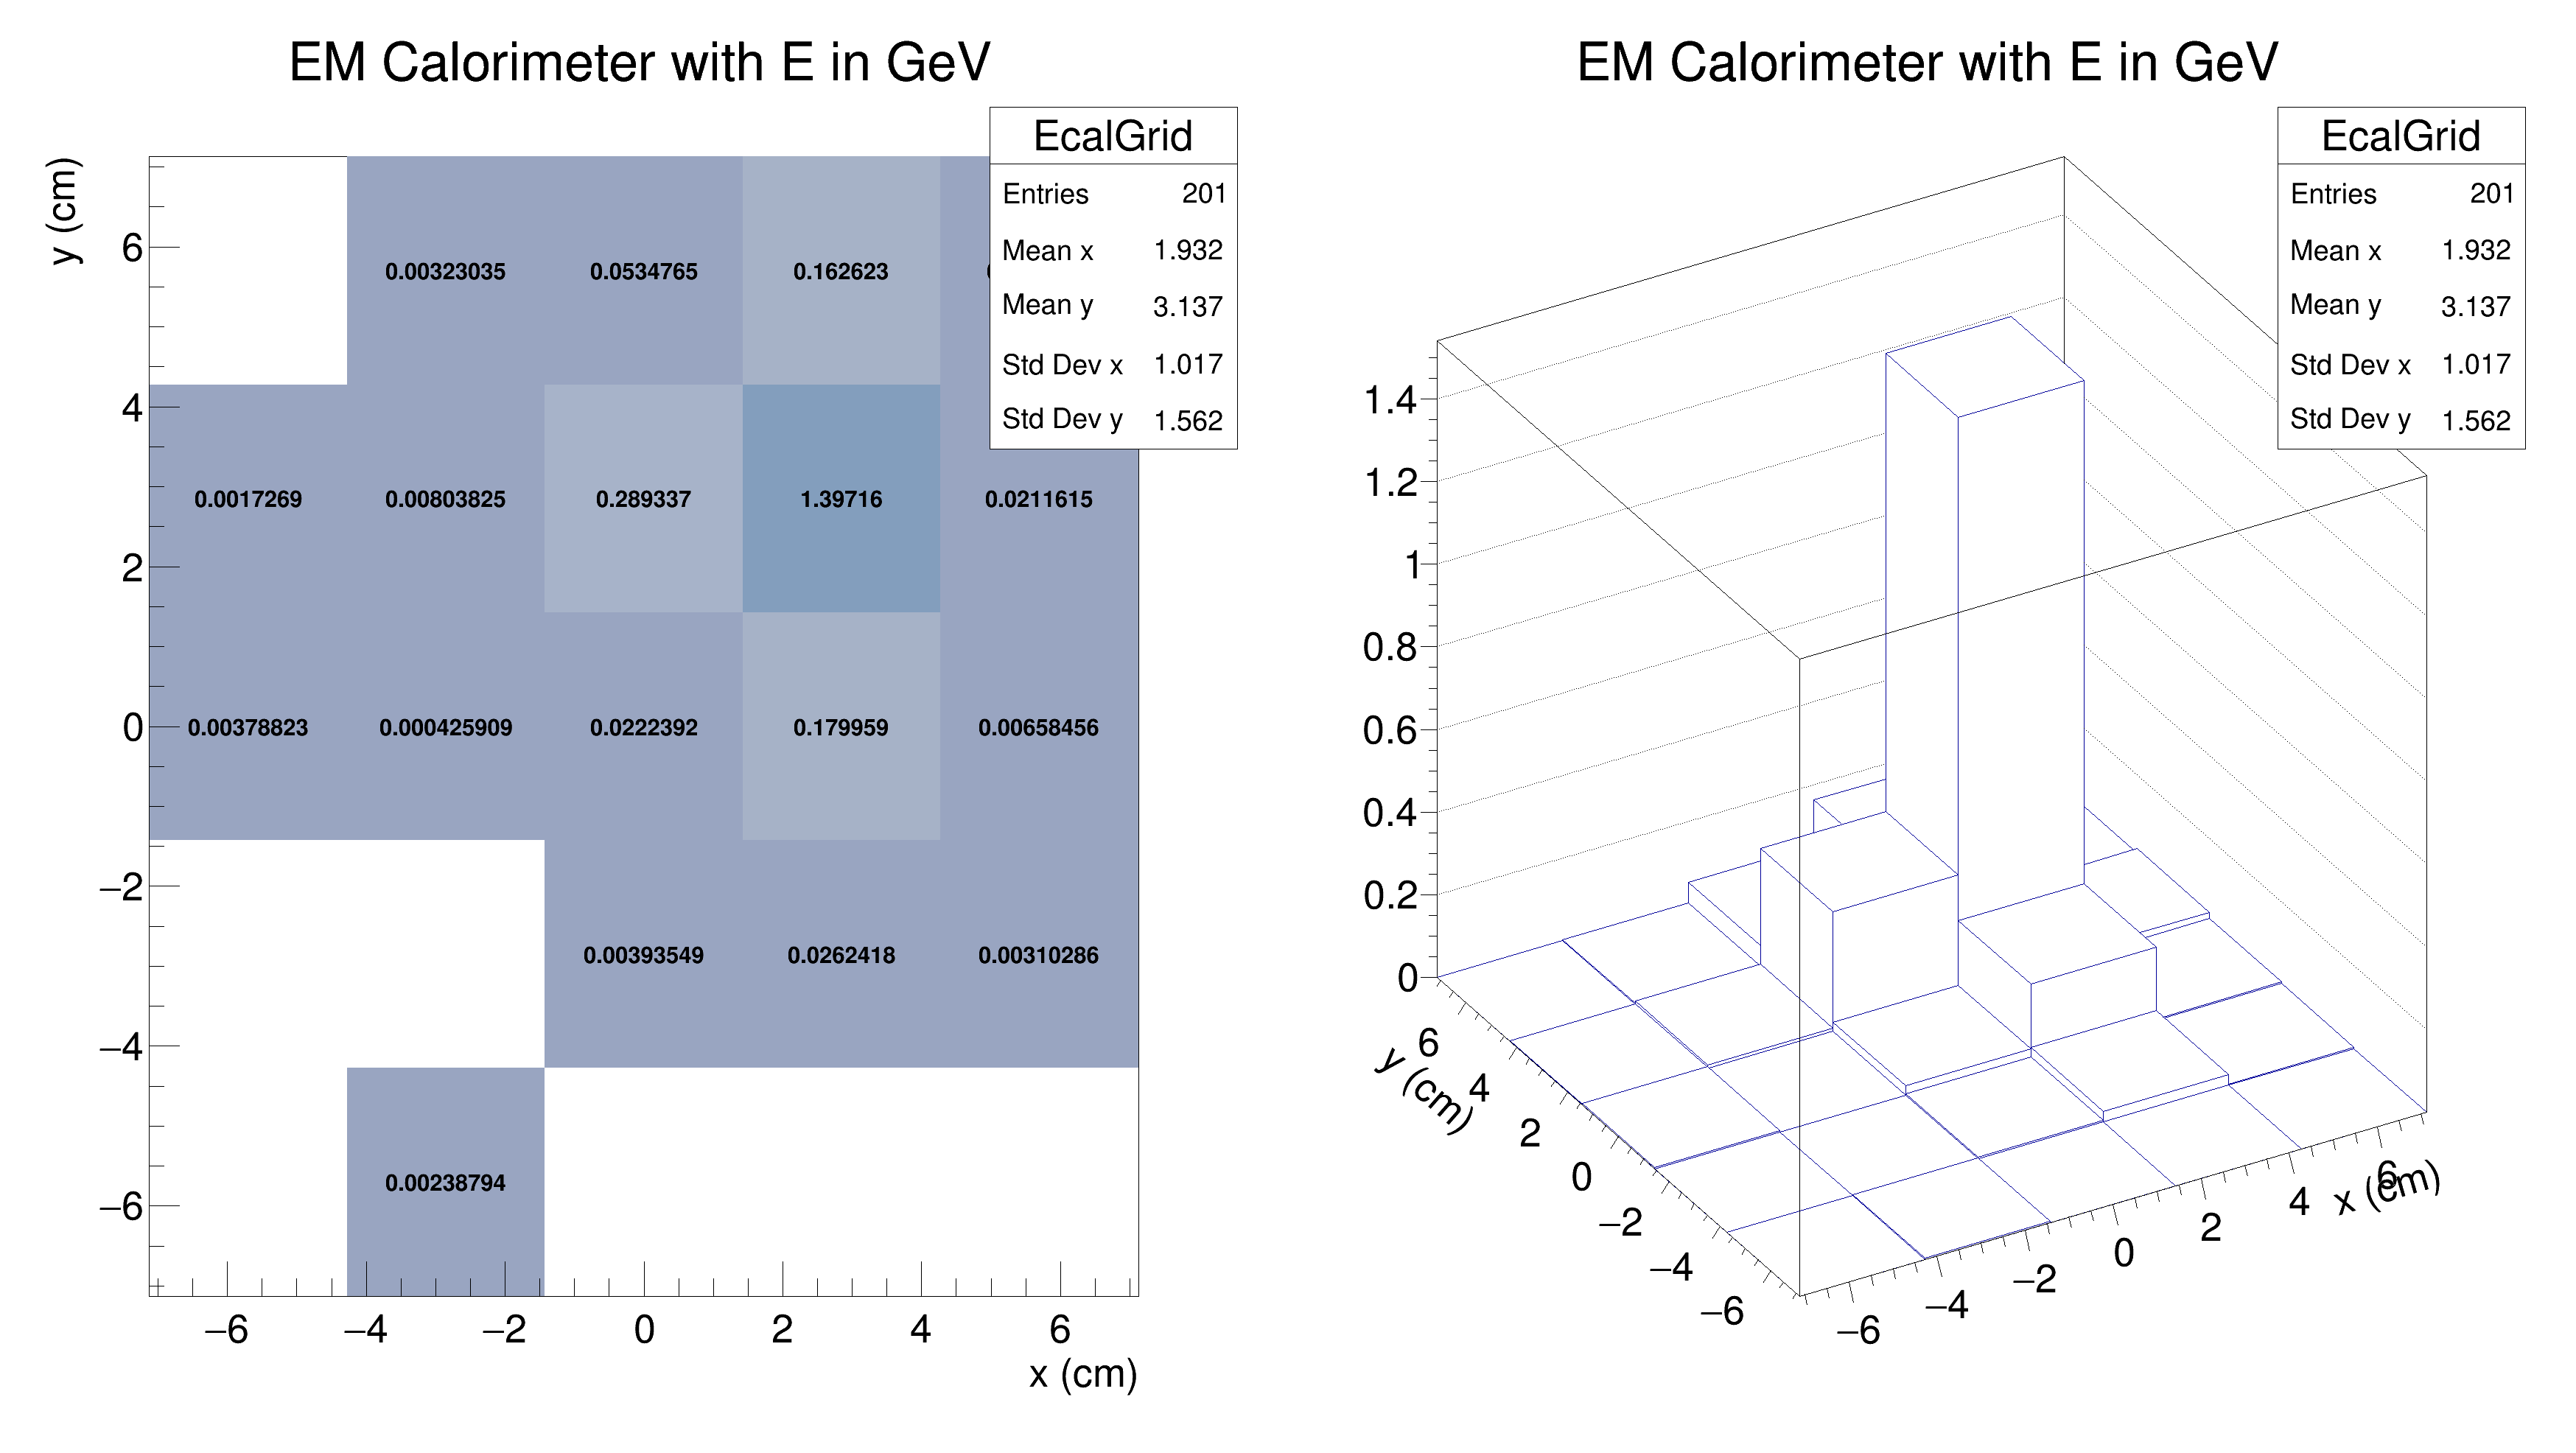 EM Calorimeter with E in GeV
EcalGrid
Entries 201
Mean x 1.932
Mean y 3.137
Std Dev x 1.017
Std Dev y 1.562
y (cm)
6
4
2
0
−2
−4
−6
0.00323035 0.0534765 0.162623
0.0017269 0.00803825 0.289337 1.39716 0.0211615
0.00378823 0.000425909 0.0222392 0.179959 0.00658456
0.00393549 0.0262418 0.00310286
0.00238794
−6 −4 −2 0 2 4 6
x (cm)
EM Calorimeter with E in GeV
EcalGrid
Entries 201
Mean x 1.932
Mean y 3.137
Std Dev x 1.017
Std Dev y 1.562
1.4
1.2
1
0.8
0.6
0.4
0.2
0
y (cm)
6
4
2
0
−2
−4
−6
−6 −4 −2 0 2 4 6
x (cm)